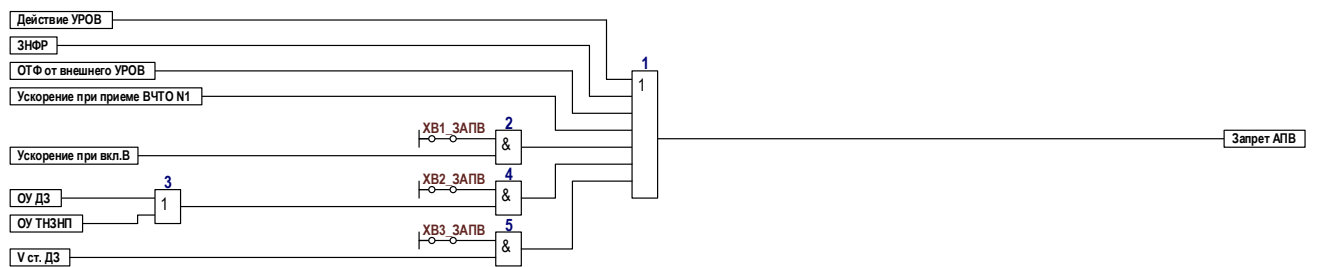 Действие УРОВ
ЗНФР
1
ОТФ от внешнего УРОВ
1
Ускорение при приеме ВЧТО N1
ХВ1_ЗАПВ
2
&
Запрет АПВ
Ускорение при вкл.В
ХВ2_ЗАПВ
4
3
&
ОУ ДЗ
1
ОУ ТНЗНП
ХВ3_ЗАПВ
5
&
V ст. ДЗ